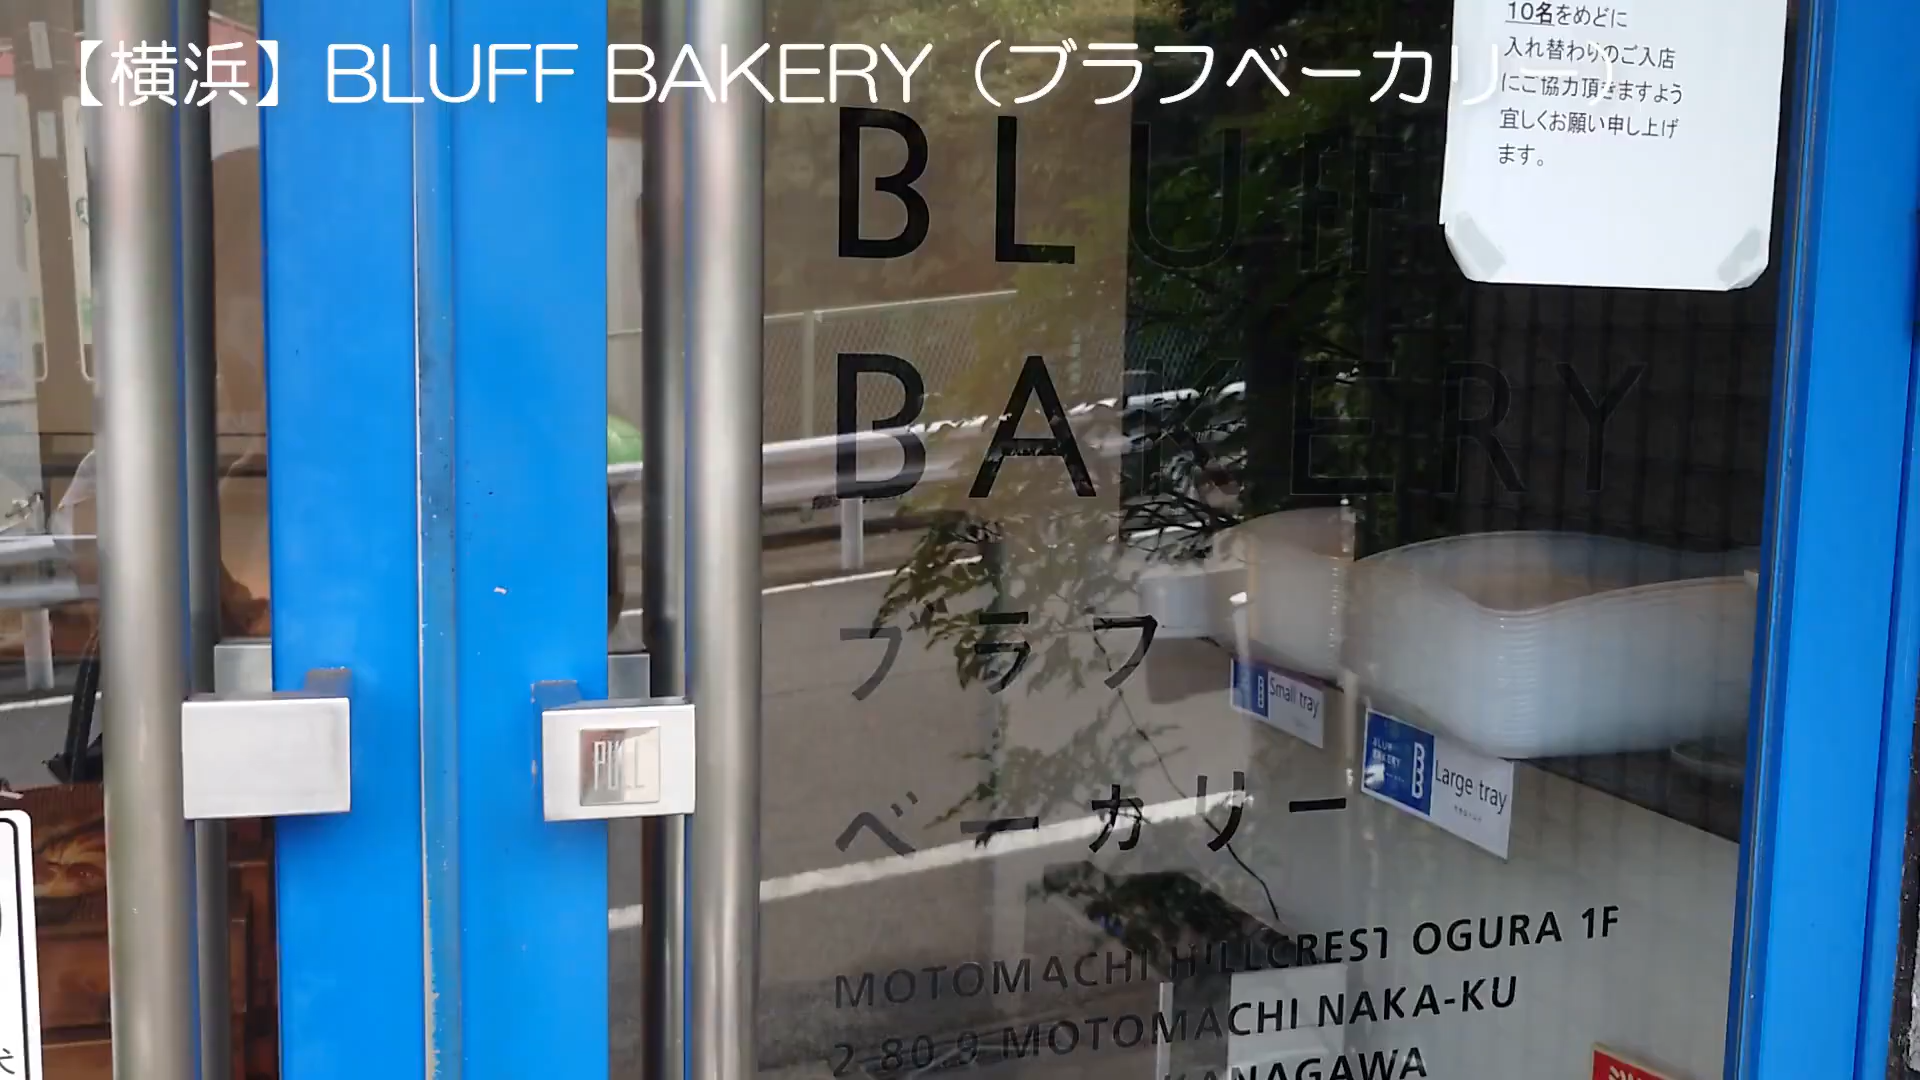 【横浜】BLUFF BAKERY（ブラフベーカリー）
10名をめどに
入れ替わりのご入店
にご協力頂きますよう
宜しくお願い申し上げ
ます。
BLUFF
BAKERY
ブラフ
ベーカリー
MOTOMACHI HILLCREST OGURA 1F
2 80 9 MOTOMACHI NAKA-KU
KANAGAWA
PULL
Small tray
BLUFF
BAKERY
Large tray